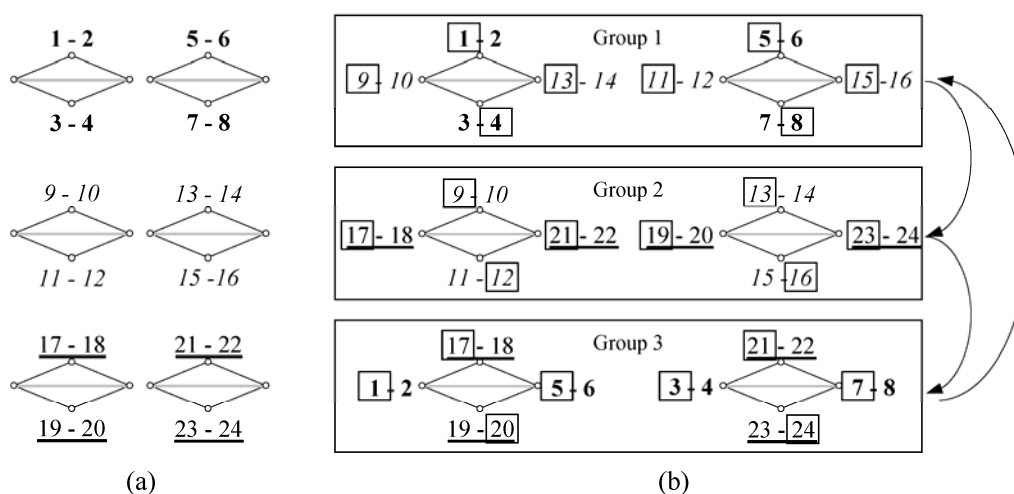 1 - 2 5 - 6
3 - 4 7 - 8
9 - 10 13 - 14
11 - 12 15 -16
17 - 18 21 - 22
19 - 20 23 - 24
(a)
Group 1
1 - 2 5 - 6
9 - 10 13 - 14 11 - 12 15 -16
3 - 4 7 - 8
Group 2
9 - 10 13 - 14
17 - 18 21 - 22 19 - 20 23 - 24
11 - 12 15 - 16
Group 3
17 - 18 21 - 22
1 - 2 5 - 6 3 - 4 7 - 8
19 - 20 23 - 24
(b)